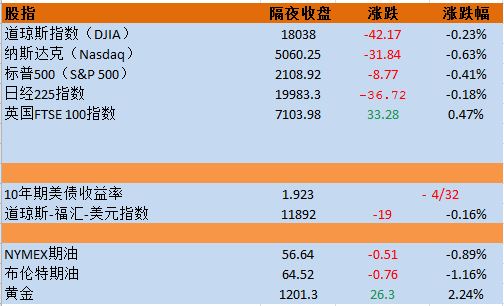 股指 隔夜收盘 涨跌 涨跌幅
道琼斯指数（DJIA） 18038 -42.17 -0.23%
纳斯达克（Nasdaq） 5060.25 -31.84 -0.63%
标普500（S&P 500） 2108.92 -8.77 -0.41%
日经225指数 19983.3 -36.72 -0.18%
英国FTSE 100指数 7103.98 33.28 0.47%
10年期美债收益率 1.923 - 4/32
道琼斯-福汇-美元指数 11892 -19 -0.16%
NYMEX期油 56.64 -0.51 -0.89%
布伦特期油 64.52 -0.76 -1.16%
黄金 1201.3 26.3 2.24%